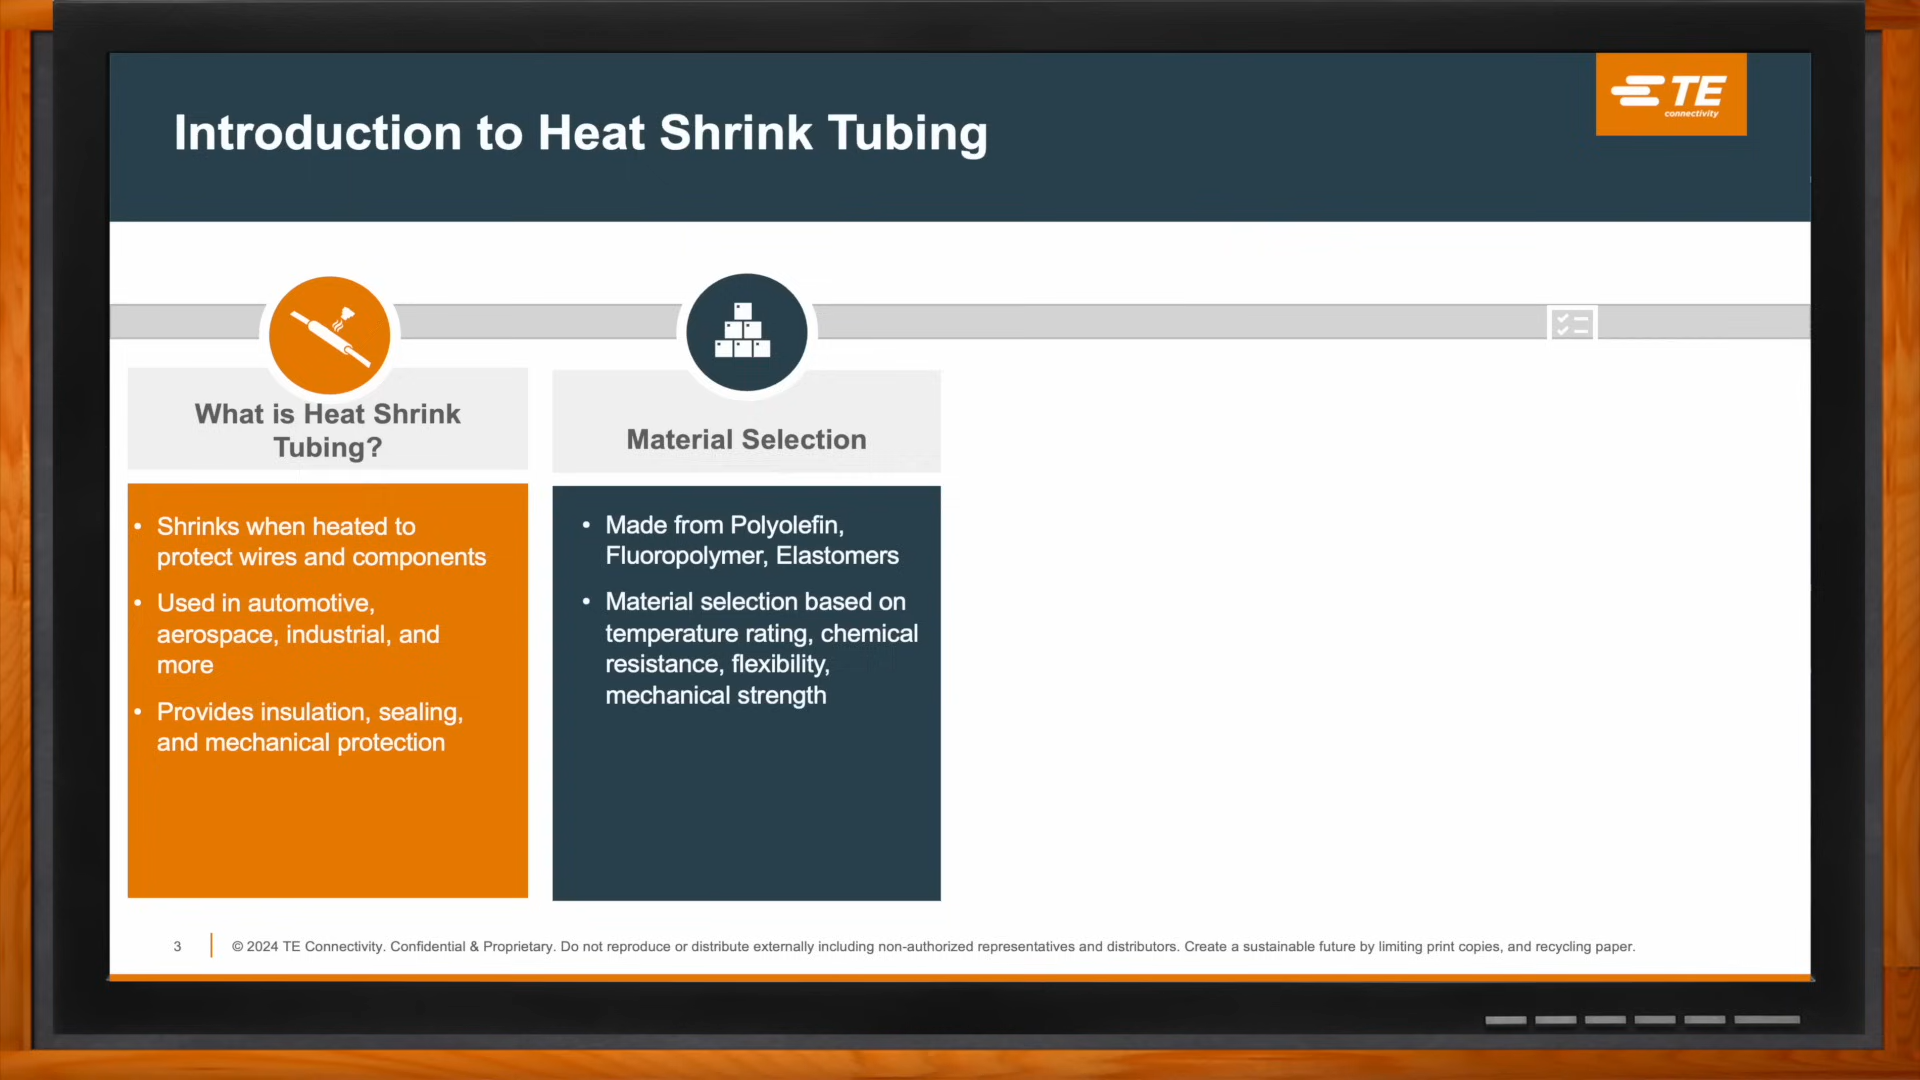 Introduction to Heat Shrink Tubing
TE
connectivity
What is Heat Shrink
Tubing?
• Shrinks when heated to
protect wires and components
• Used in automotive,
aerospace, industrial, and
more
• Provides insulation, sealing,
and mechanical protection
Material Selection
• Made from Polyolefin,
Fluoropolymer, Elastomers
• Material selection based on
temperature rating, chemical
resistance, flexibility,
mechanical strength
3
© 2024 TE Connectivity. Confidential & Proprietary. Do not reproduce or distribute externally including non-authorized representatives and distributors. Create a sustainable future by limiting print copies, and recycling paper.